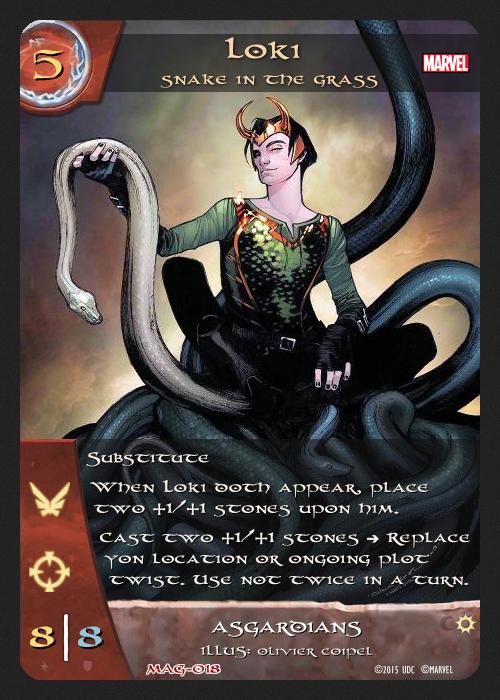 5
Loki
Snake in the Grass
MARVEL
Substitute
When Loki doth appear, place
two +1/+1 stones upon him.
Cast two +1/+1 stones → Replace
yon location or ongoing plot
twist. Use not twice in a turn.
8 | 8
Asgardians
Illus: Olivier Coipel
MAG-018
©2015 UDC ©MARVEL